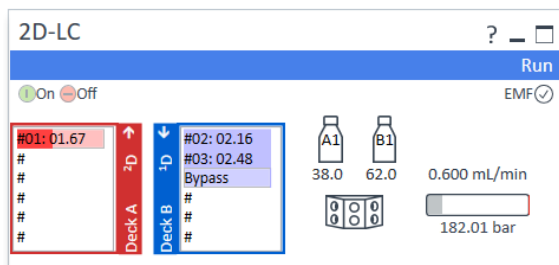 2D-LC
?
Run
On Off
EMF
#01: 01.67
#
#
#
#
#
Deck A ²D
Deck B ¹D
#02: 02.16
#03: 02.48
Bypass
#
#
#
A1 B1
38.0 62.0 0.600 mL/min
182.01 bar